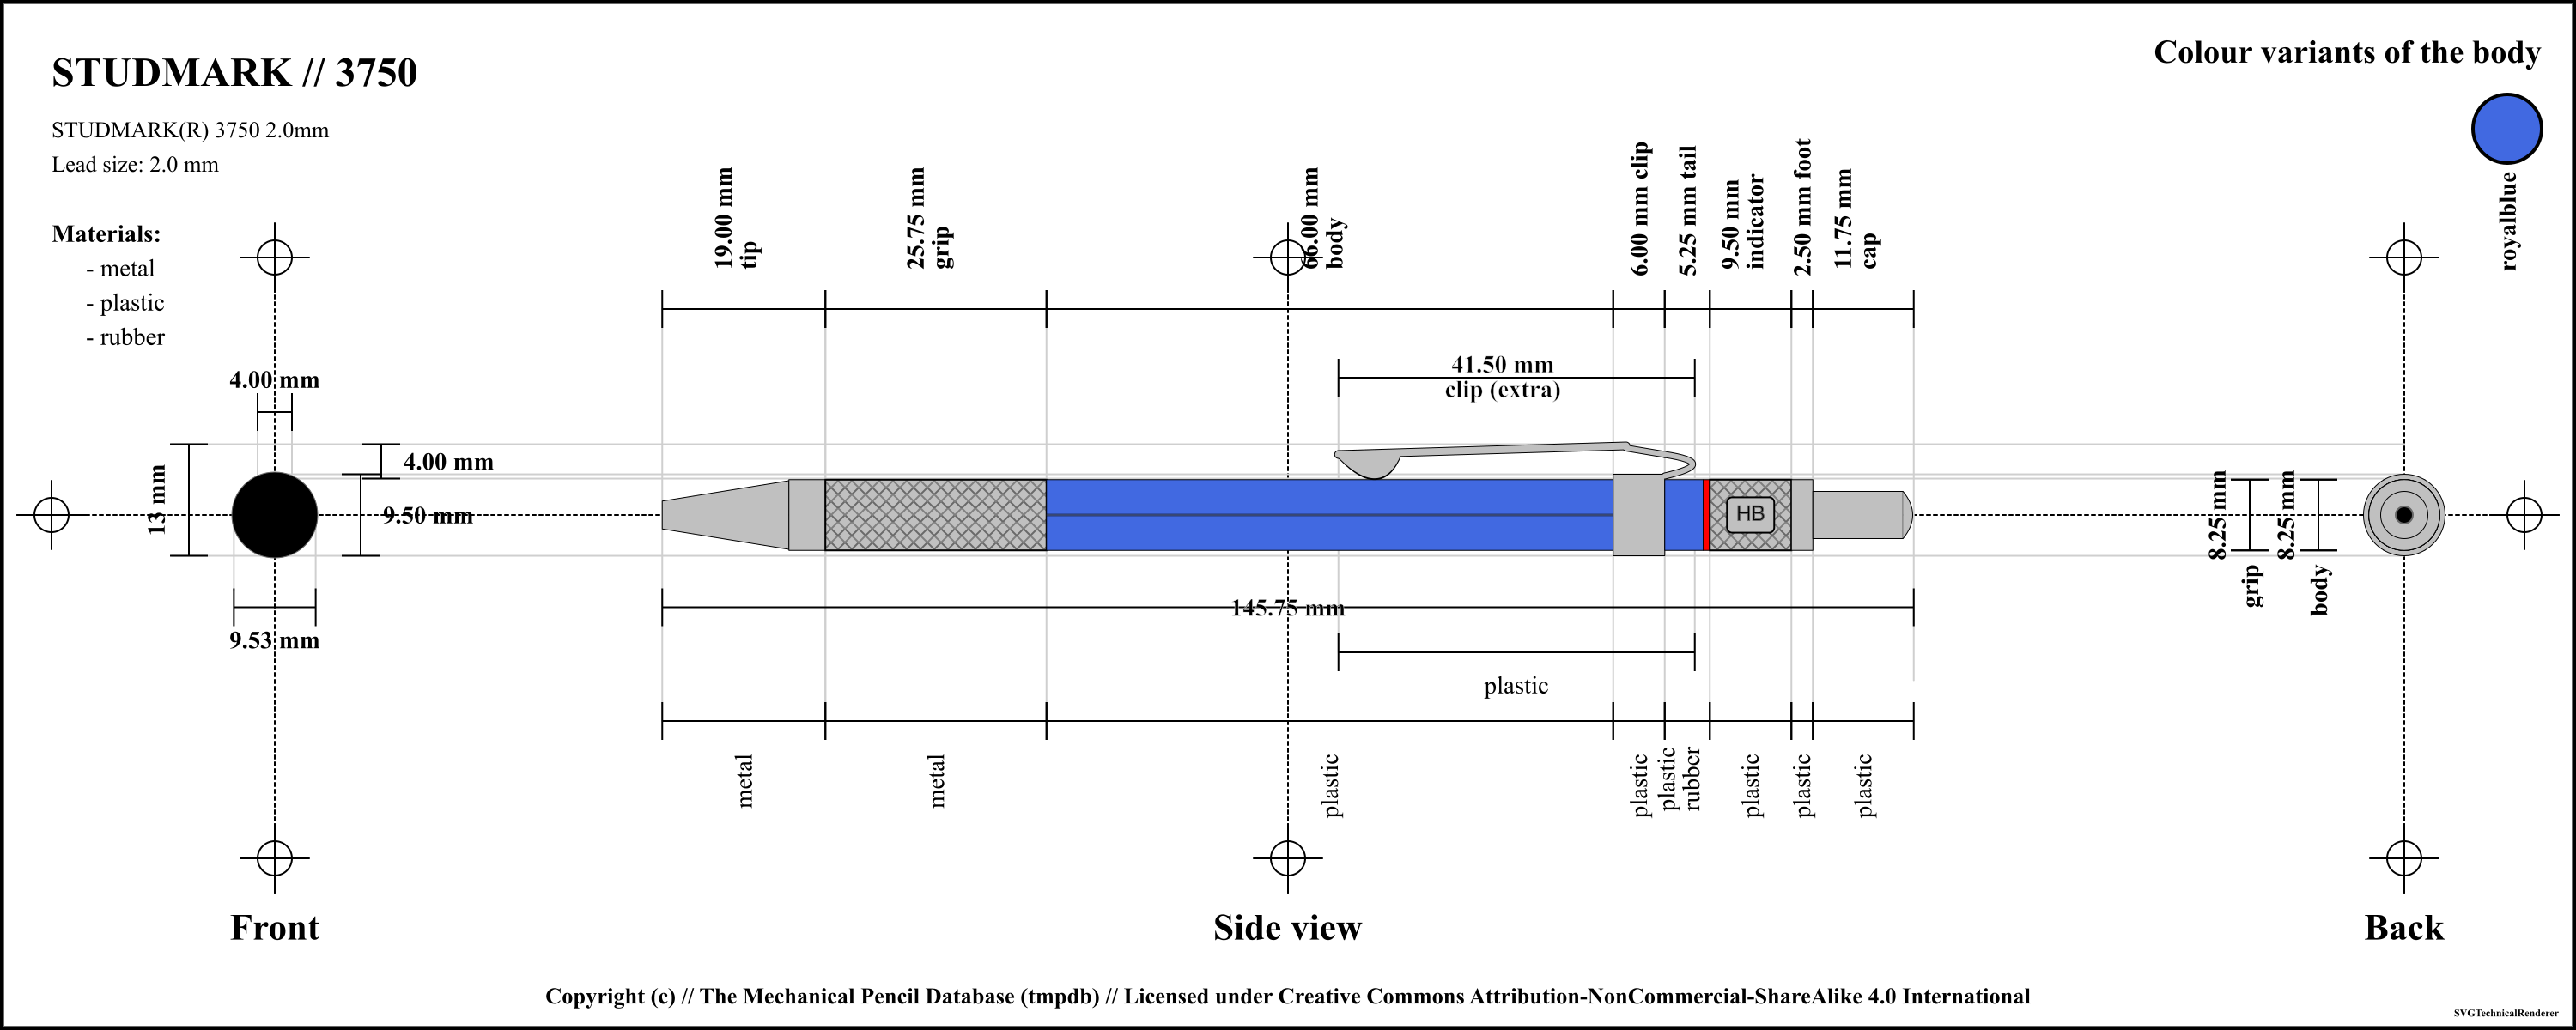 STUDMARK // 3750
Colour variants of the body
STUDMARK(R) 3750 2.0mm
Lead size: 2.0 mm
royalblue
Materials:
- metal
- plastic
- rubber
19.00 mm
tip
25.75 mm
grip
66.00 mm
body
6.00 mm clip
5.25 mm tail
9.50 mm
indicator
2.50 mm foot
11.75 mm
cap
41.50 mm
clip (extra)
4.00 mm
4.00 mm
13 mm
9.50 mm
9.53 mm
HB
8.25 mm
grip
8.25 mm
body
145.75 mm
plastic
metal
metal
plastic
plastic
plastic
rubber
plastic
plastic
plastic
Front
Side view
Back
Copyright (c) // The Mechanical Pencil Database (tmpdb) // Licensed under Creative Commons Attribution-NonCommercial-ShareAlike 4.0 International
SVGTechnicalRenderer